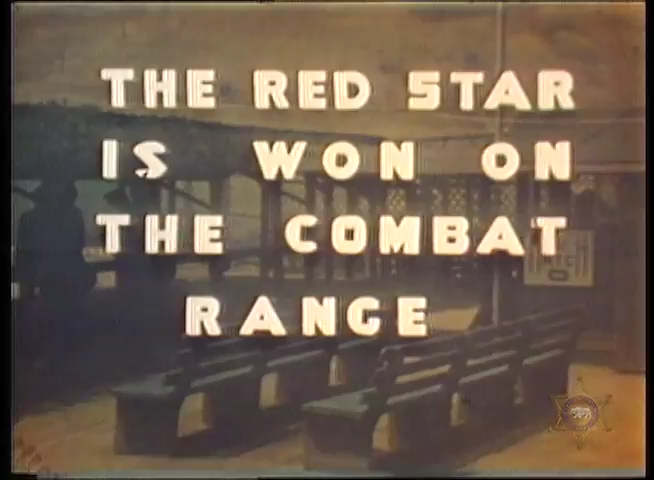 THE RED STAR
IS WON ON
THE COMBAT
RANGE